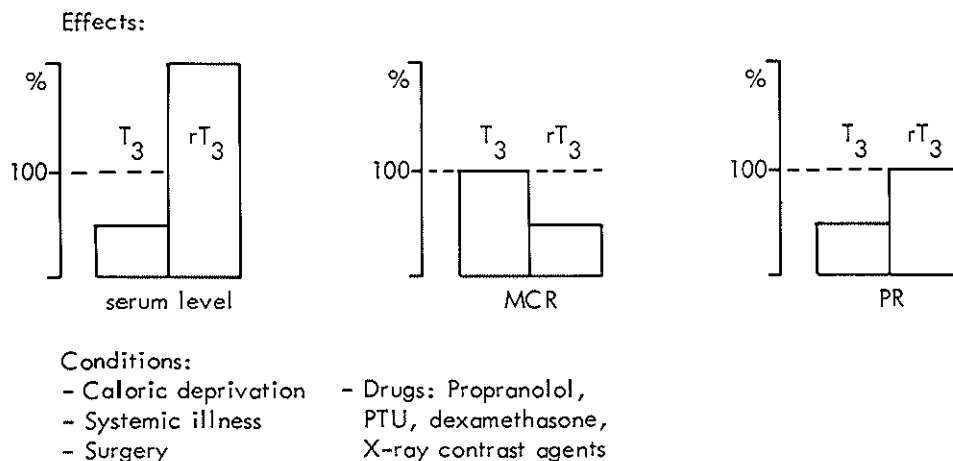 Effects:
% % %
T3 rT3 T3 rT3 T3 rT3
100 100 100
serum level MCR PR
Conditions:
- Caloric deprivation - Drugs: Propranolol,
- Systemic illness PTU, dexamethasone,
- Surgery X-ray contrast agents